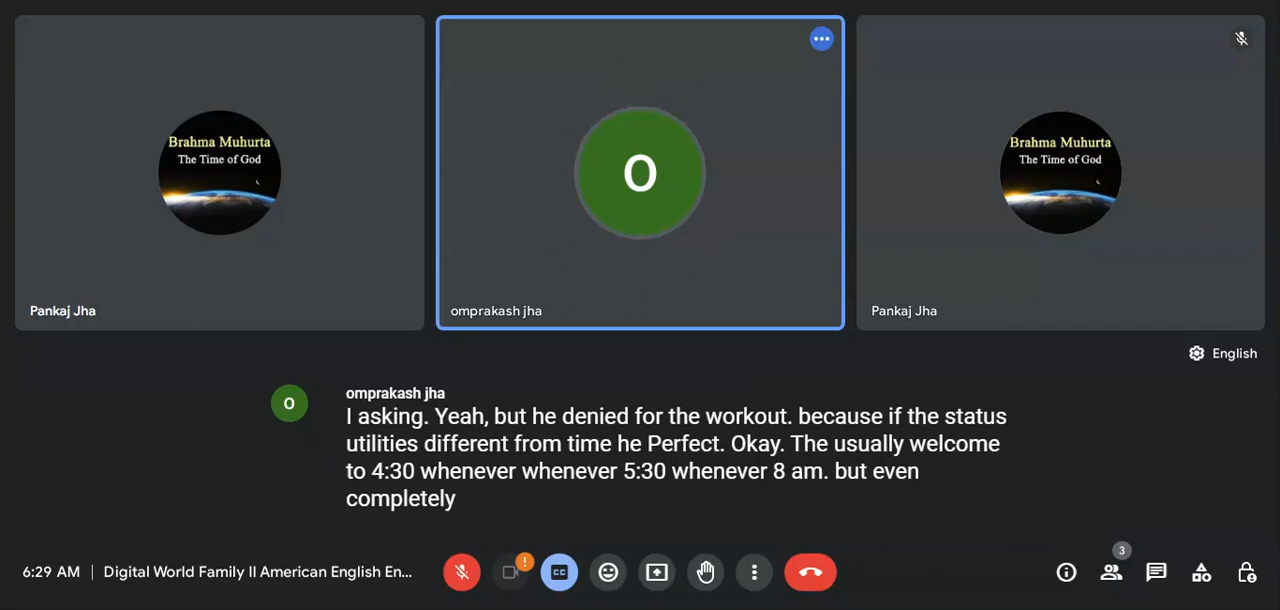 Brahma Muhurta
The Time of God
Pankaj Jha
O
omprakash jha
Brahma Muhurta
The Time of God
Pankaj Jha
English
O
omprakash jha
I asking. Yeah, but he denied for the workout. because if the status
utilities different from time he Perfect. Okay. The usually welcome
to 4:30 whenever whenever 5:30 whenever 8 am. but even
completely
6:29 AM | Digital World Family II American English En...
!
CC
3